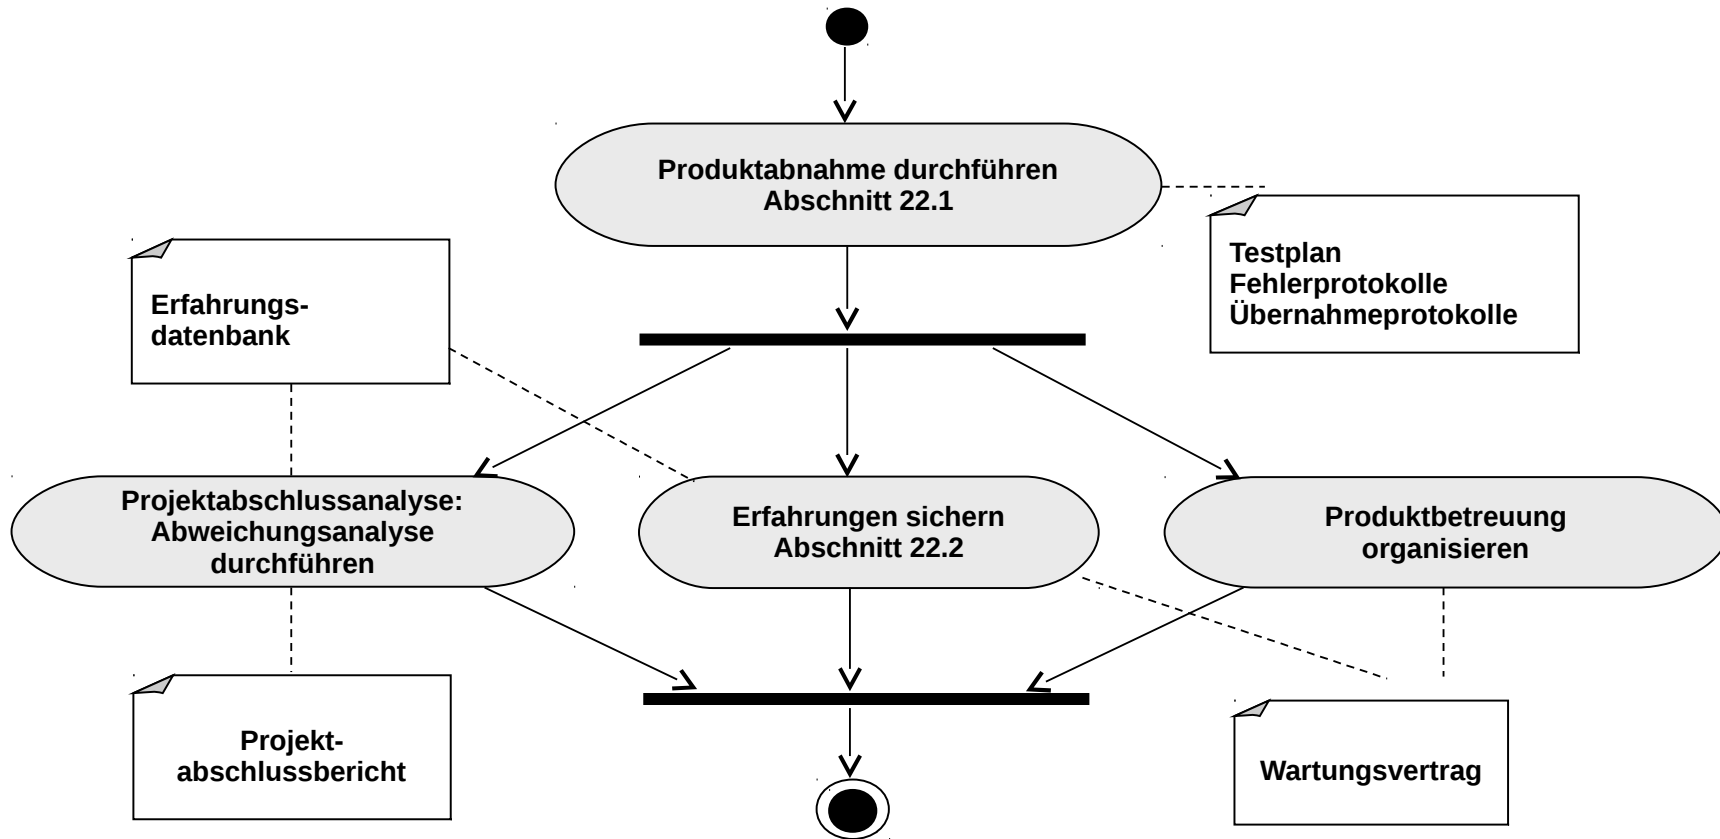 Produktabnahme durchführen
Abschnitt 22.1
Testplan
Fehlerprotokolle
Übernahmeprotokolle
Erfahrungs-
datenbank
Projektabschlussanalyse:
Abweichungsanalyse
durchführen
Erfahrungen sichern
Abschnitt 22.2
Produktbetreuung
organisieren
Projekt-
abschlussbericht
Wartungsvertrag